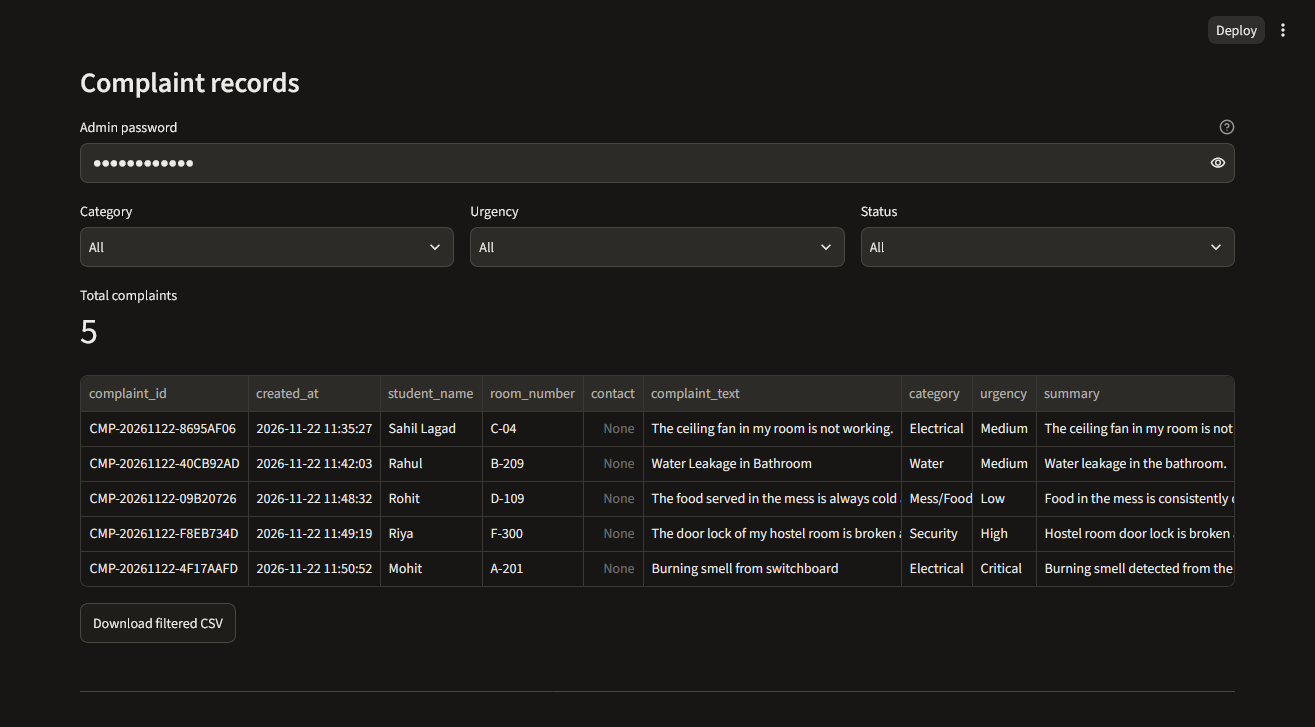 Deploy
Complaint records
Admin password
Category Urgency Status
All All All
Total complaints
5
complaint_id created_at student_name room_number contact complaint_text category urgency summary
CMP-20261122-8695AF06 2026-11-22 11:35:27 Sahil Lagad C-04 None The ceiling fan in my room is not working. Electrical Medium The ceiling fan in my room is not
CMP-20261122-40CB92AD 2026-11-22 11:42:03 Rahul B-209 None Water Leakage in Bathroom Water Medium Water leakage in the bathroom.
CMP-20261122-09B20726 2026-11-22 11:48:32 Rohit D-109 None The food served in the mess is always cold Mess/Food Low Food in the mess is consistently
CMP-20261122-F8EB734D 2026-11-22 11:49:19 Riya F-300 None The door lock of my hostel room is broken Security High Hostel room door lock is broken
CMP-20261122-4F17AAFD 2026-11-22 11:50:52 Mohit A-201 None Burning smell from switchboard Electrical Critical Burning smell detected from the
Download filtered CSV